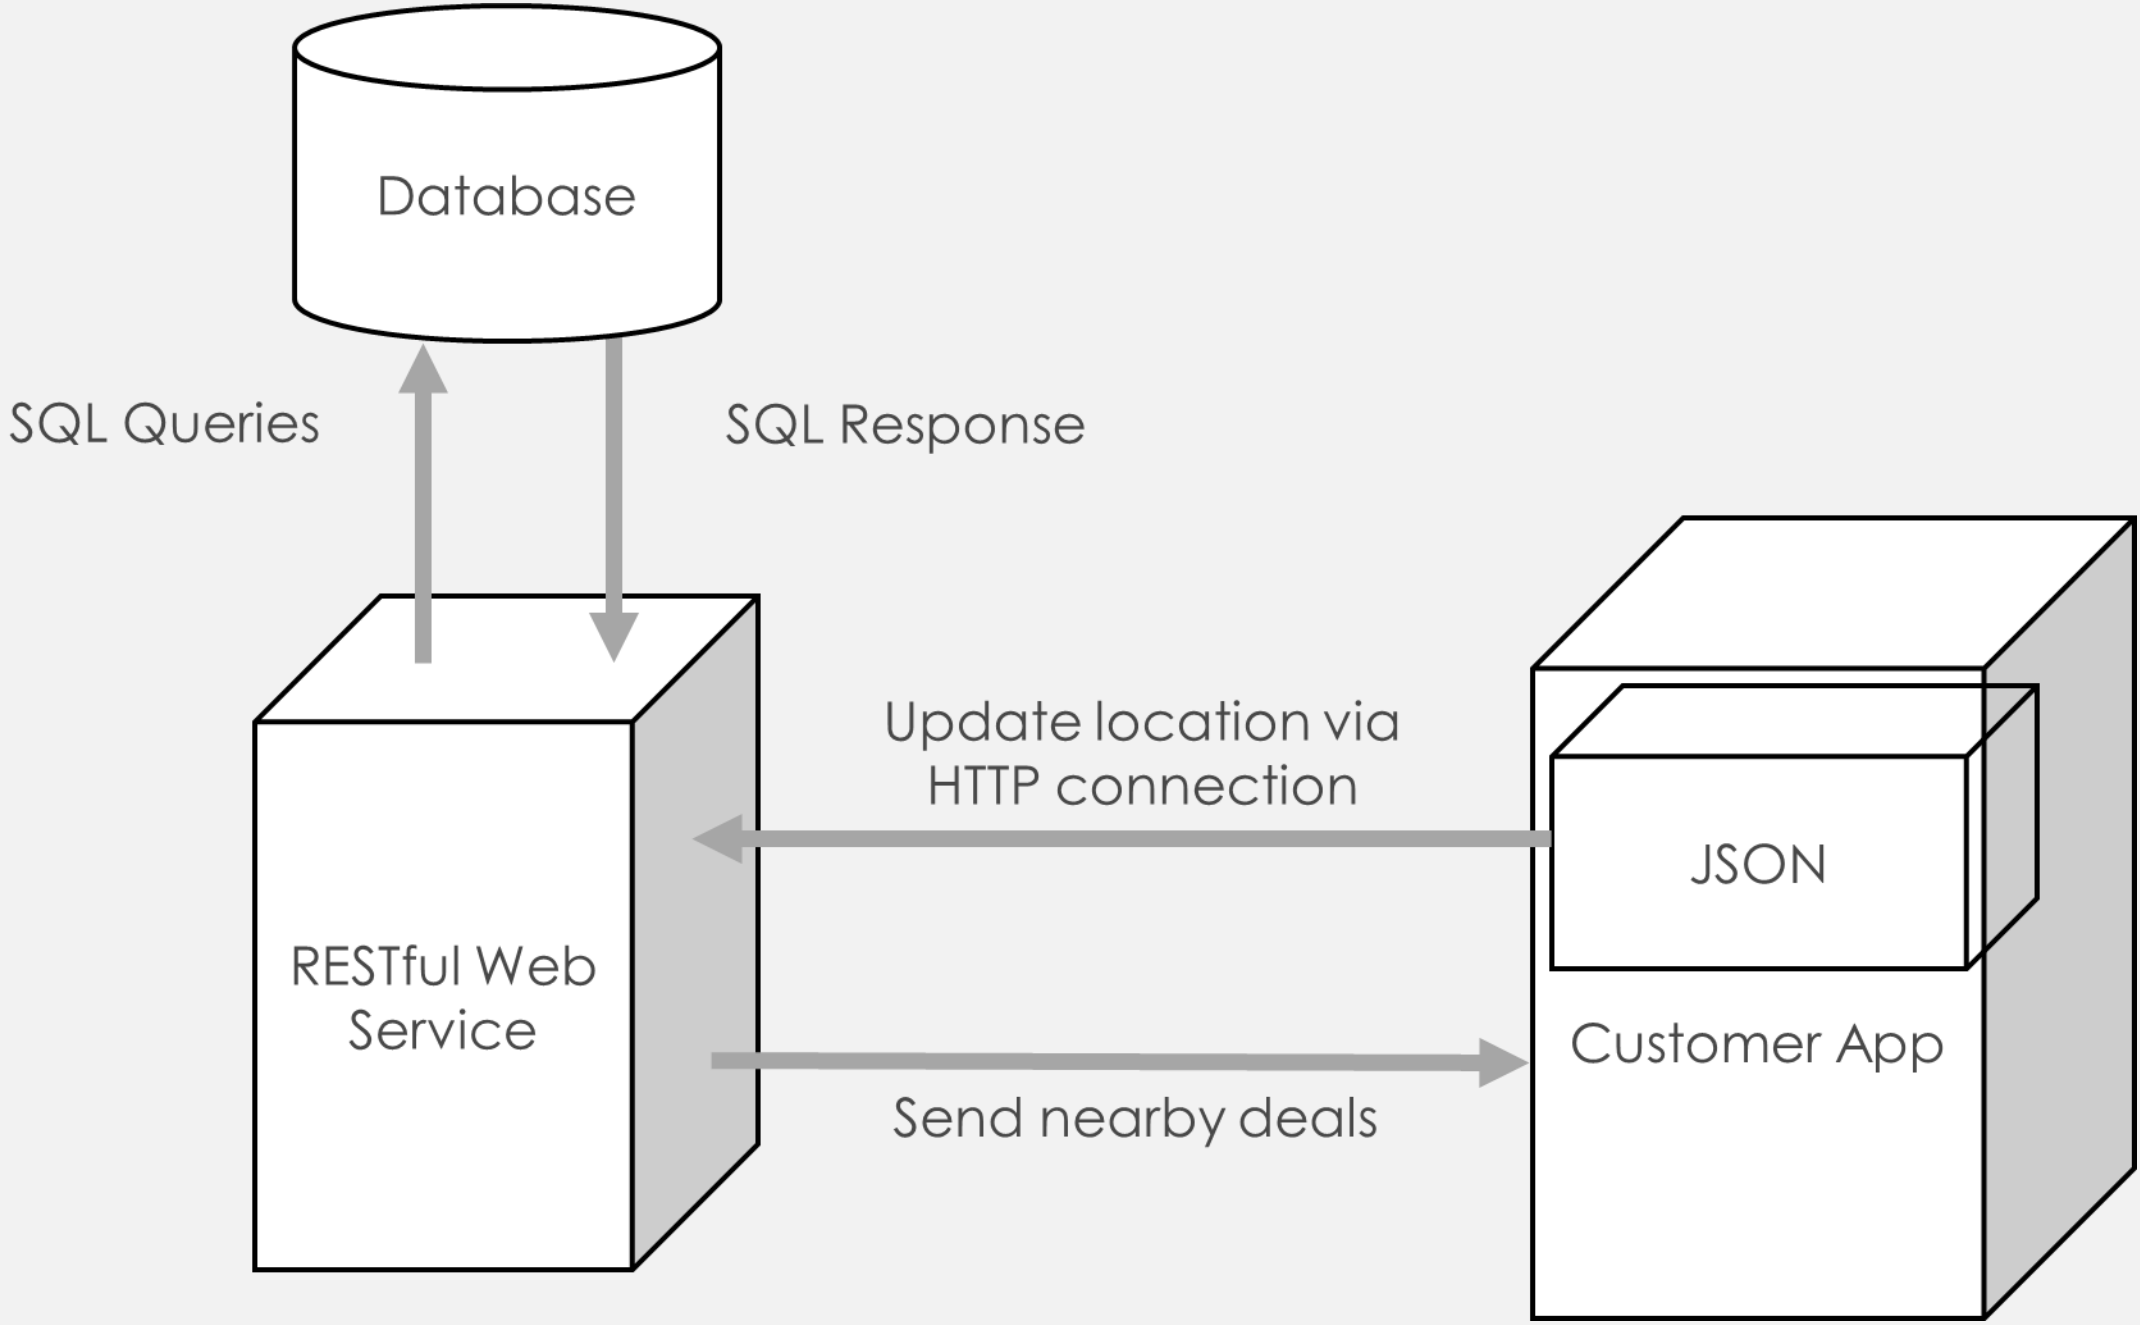 Database
SQL Queries
SQL Response
Update location via
HTTP connection
JSON
RESTful Web
Service
Customer App
Send nearby deals